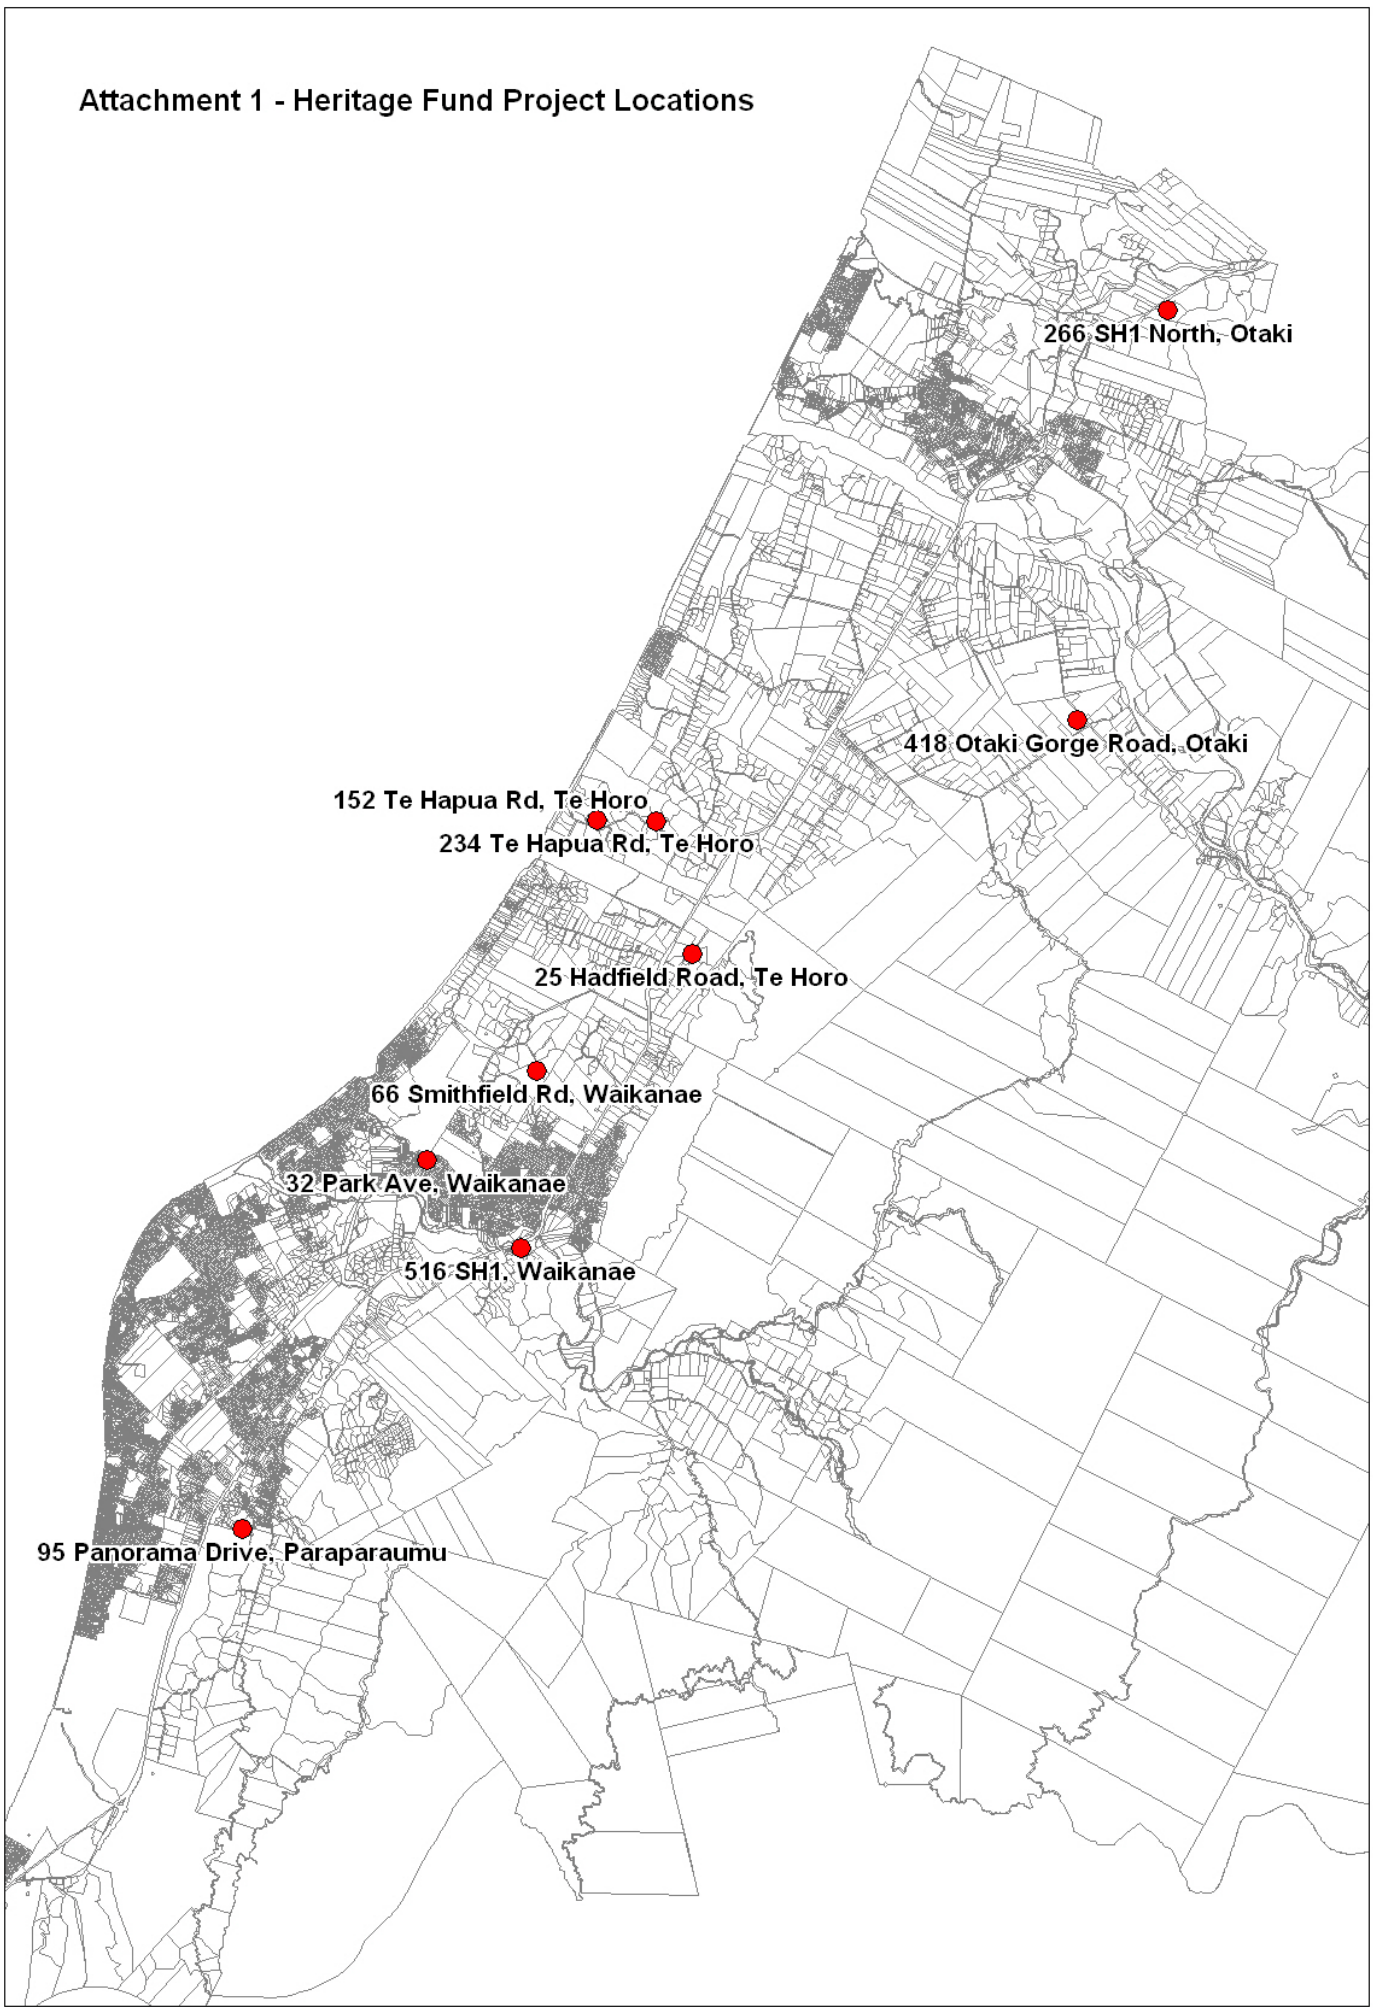 Attachment 1 - Heritage Fund Project Locations
266 SH1 North, Otaki
418 Otaki Gorge Road, Otaki
152 Te Hapua Rd, Te Horo
234 Te Hapua Rd, Te Horo
25 Hadfield Road, Te Horo
66 Smithfield Rd, Waikanae
32 Park Ave, Waikanae
516 SH1, Waikanae
95 Panorama Drive, Paraparaumu